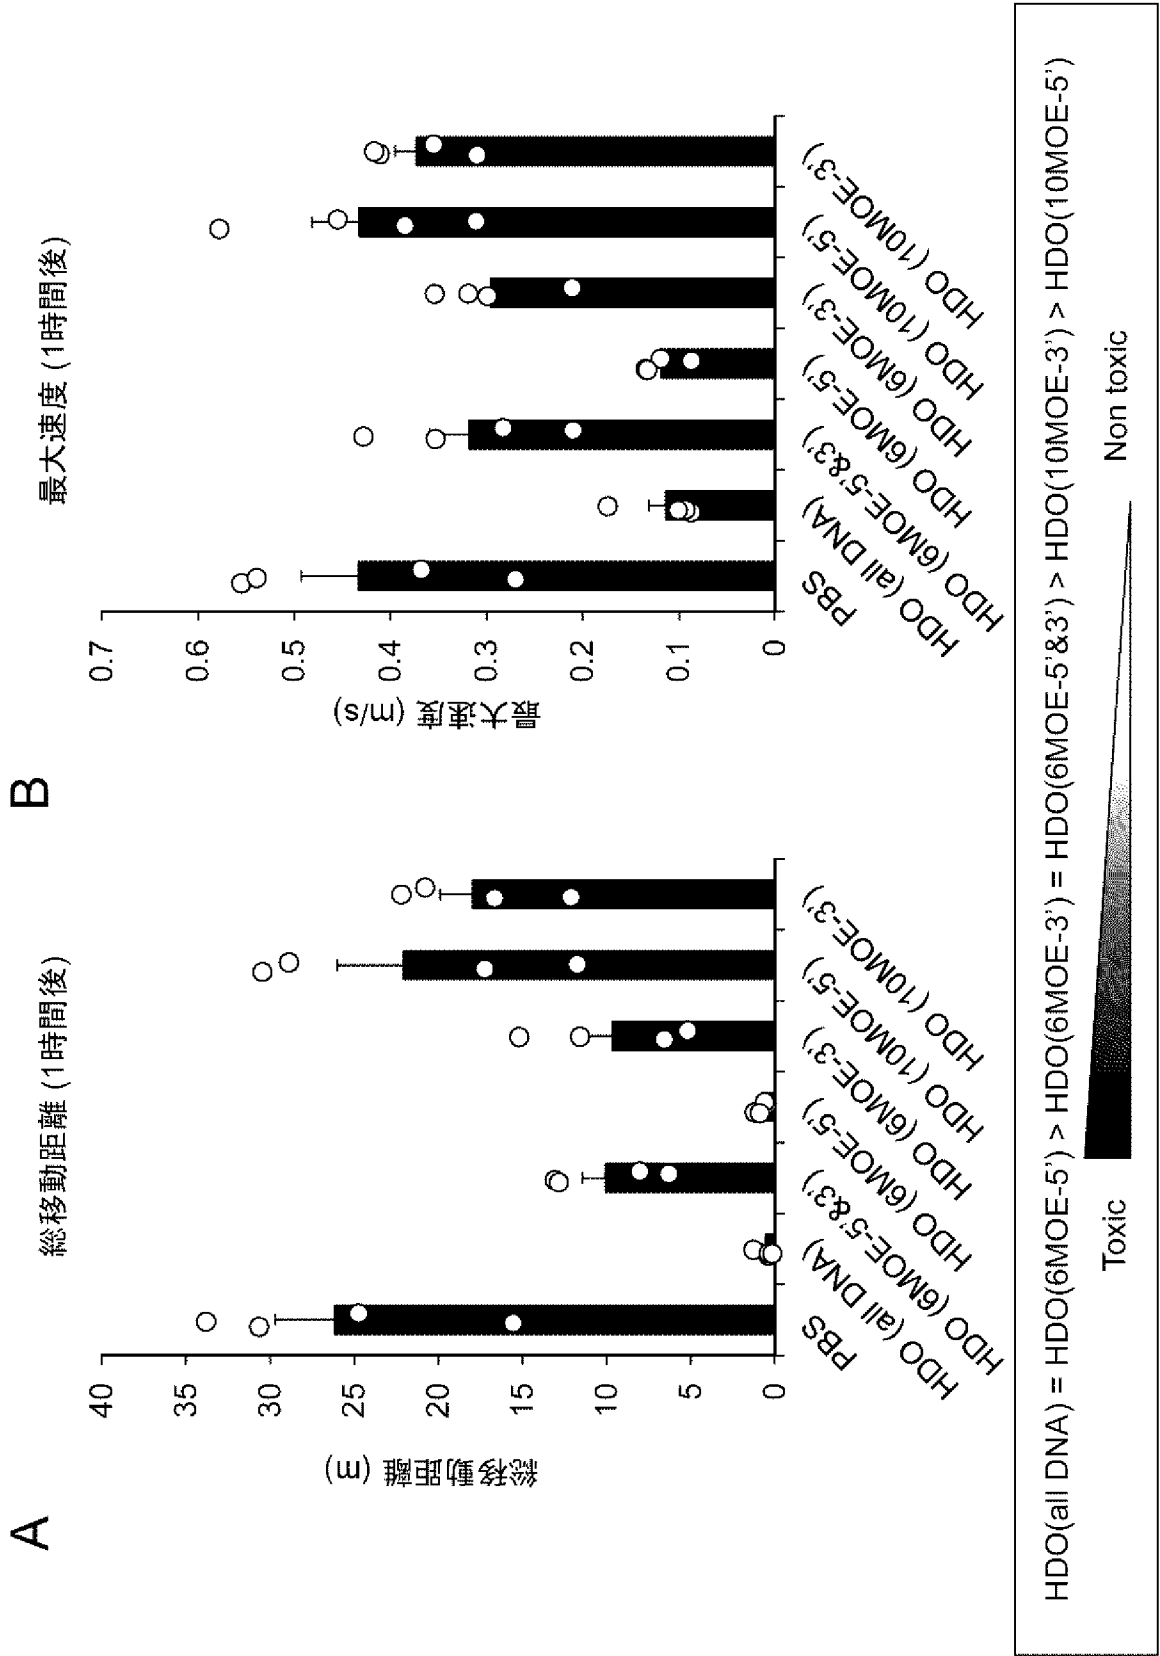 A
総移動距離 (1時間後)
総移動距離 (m)
40
35
30
25
20
15
10
5
0
PBS
HDO (all DNA)
HDO (6MOE-5'&3')
HDO (6MOE-5')
HDO (6MOE-3')
HDO (10MOE-5')
HDO (10MOE-3')
B
最大速度 (1時間後)
最大速度 (m/s)
0.7
0.6
0.5
0.4
0.3
0.2
0.1
0
PBS
HDO (all DNA)
HDO (6MOE-5'&3')
HDO (6MOE-5')
HDO (6MOE-3')
HDO (10MOE-5')
HDO (10MOE-3')
HDO(all DNA) = HDO(6MOE-5') > HDO(6MOE-3') = HDO(6MOE-5'&3') > HDO(10MOE-3') > HDO(10MOE-5')
Toxic
Non toxic